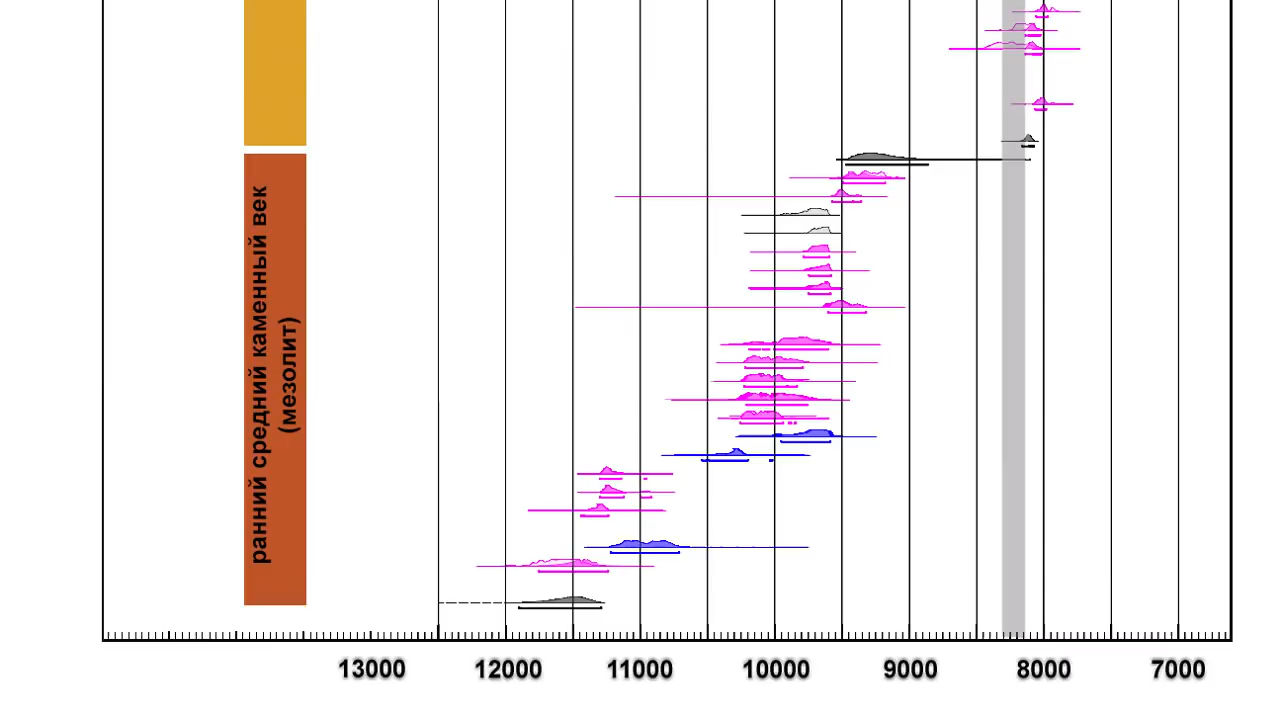 ранний средний каменный век
(мезолит)
13000 12000 11000 10000 9000 8000 7000